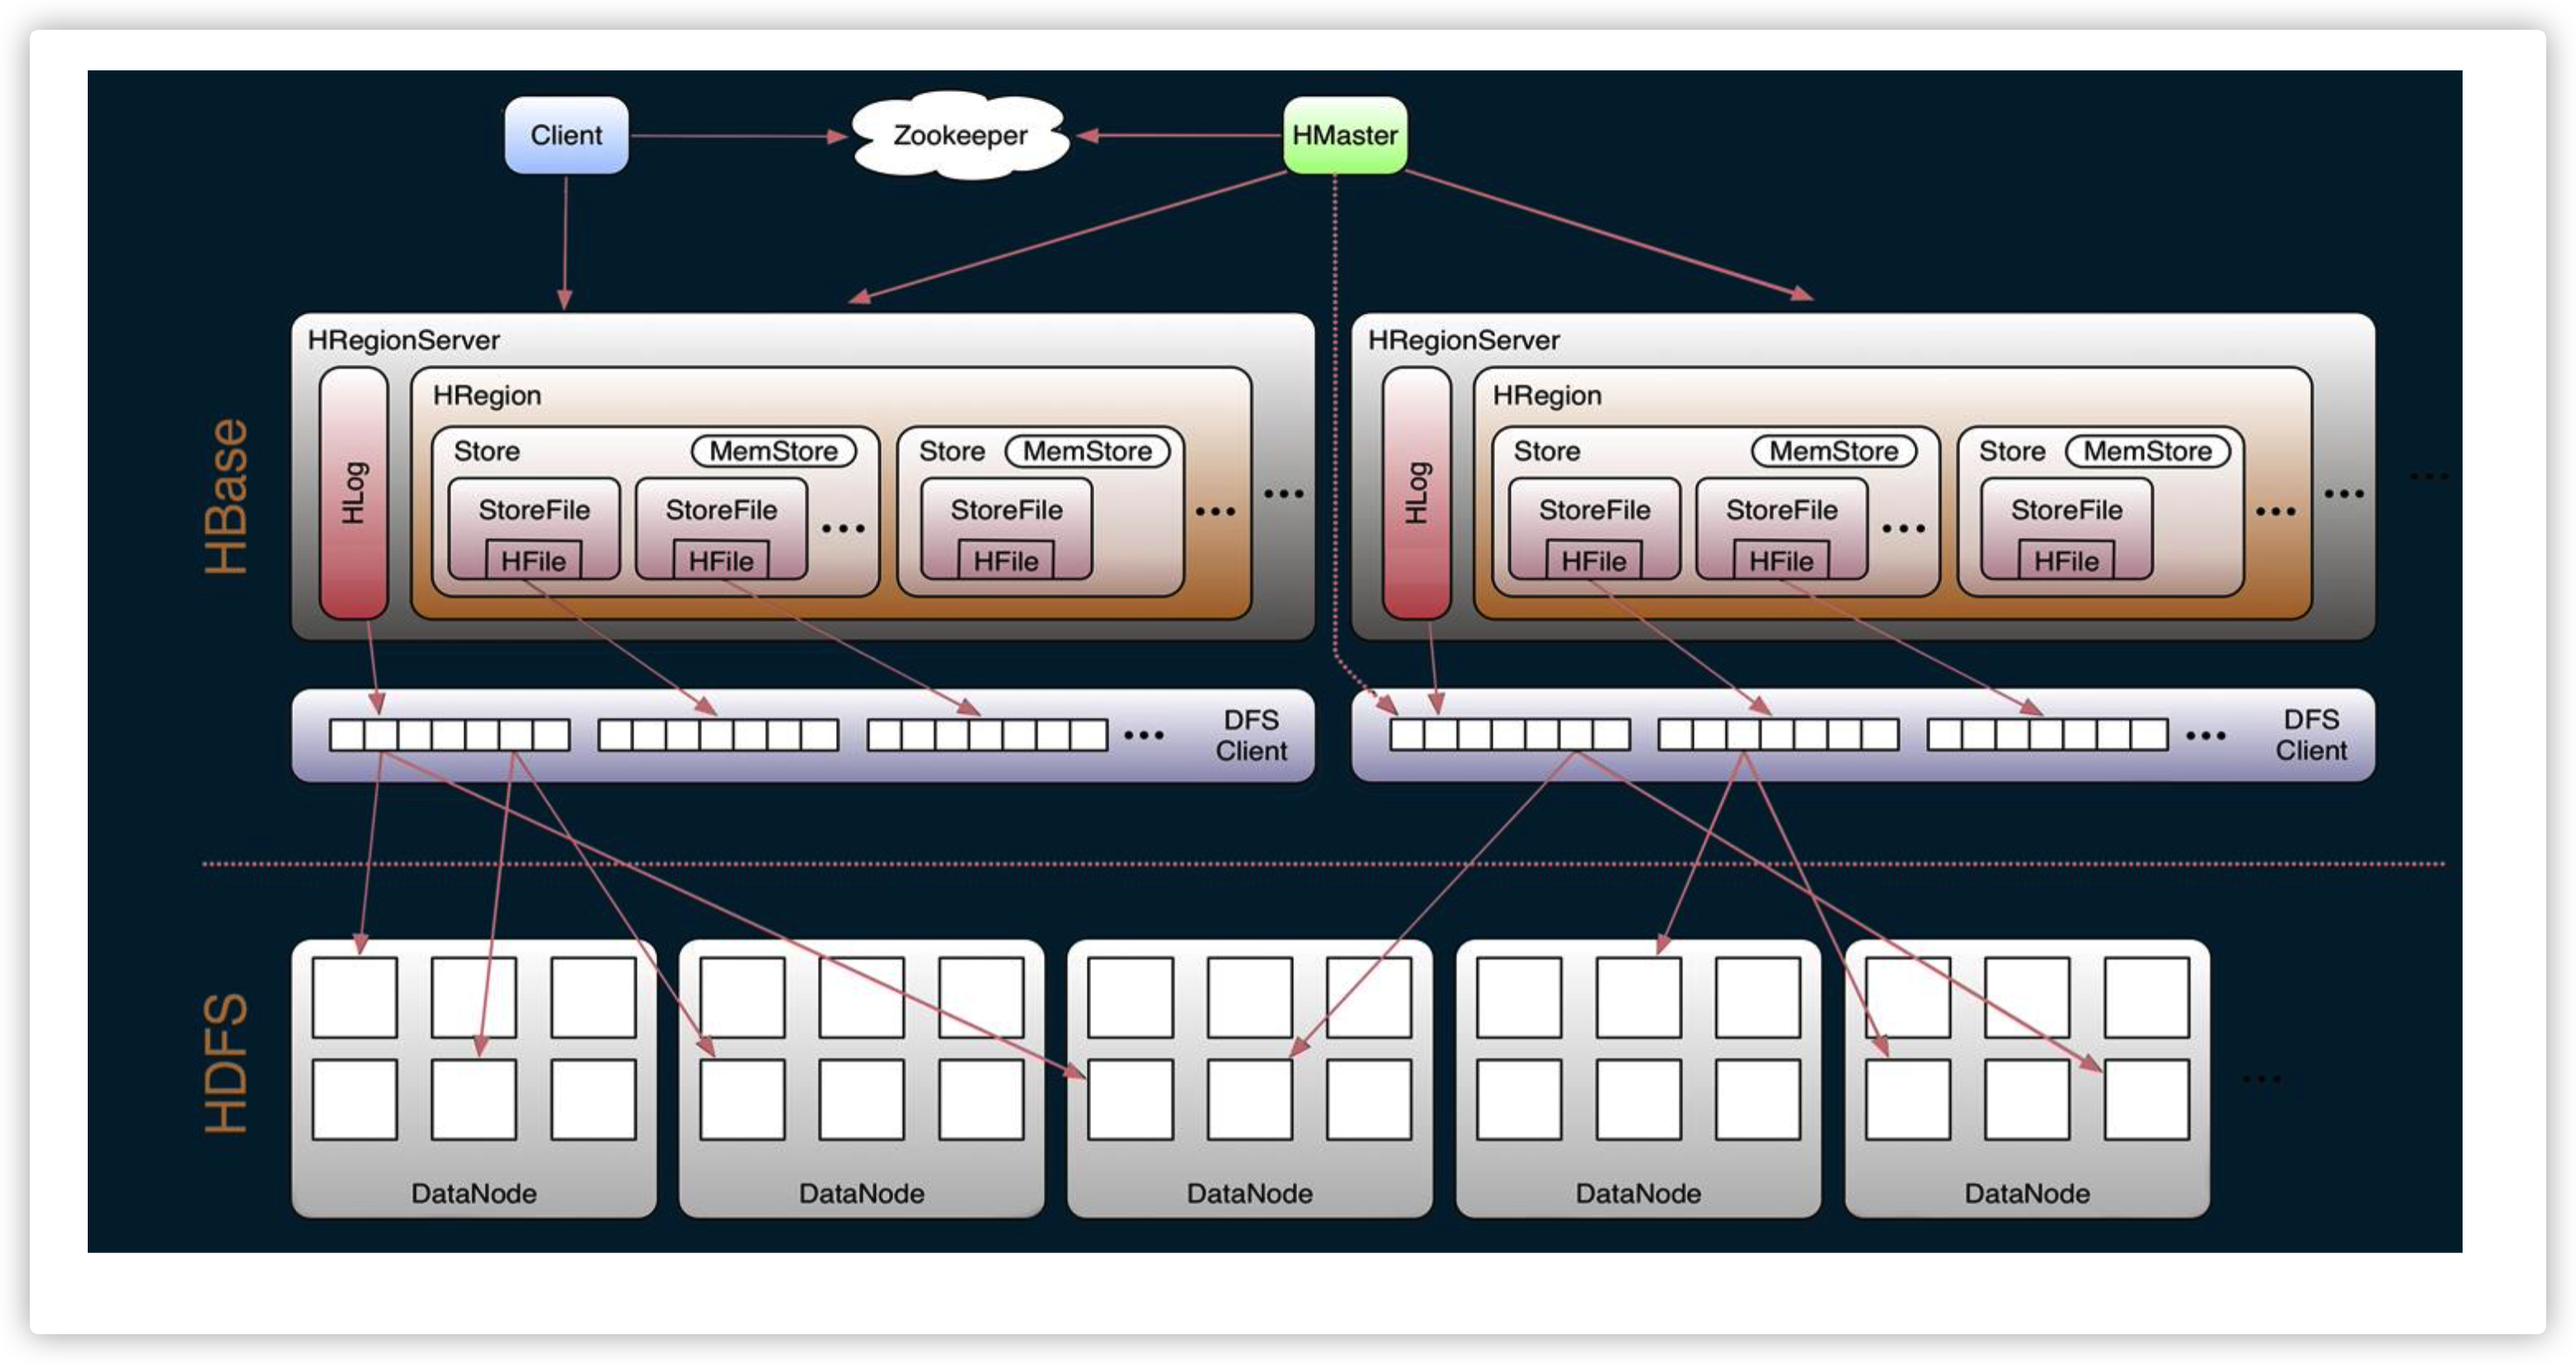 Client
Zookeeper
HMaster
HBase
HRegionServer
HLog
HRegion
Store
MemStore
StoreFile
HFile
StoreFile
HFile
...
Store
MemStore
StoreFile
HFile
...
...
HRegionServer
HLog
HRegion
Store
MemStore
StoreFile
HFile
StoreFile
HFile
...
Store
MemStore
StoreFile
HFile
...
...
...
...
DFS
Client
...
DFS
Client
HDFS
DataNode
DataNode
DataNode
DataNode
DataNode
...